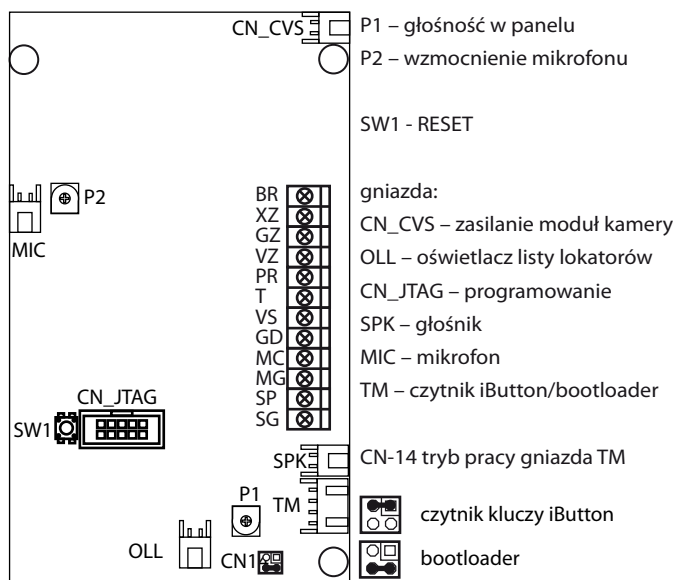 CN_CVS
P1 – głośność w panelu
P2 – wzmocnienie mikrofonu
SW1 - RESET
P2
MIC
BR
XZ
GZ
VZ
PR
T
VS
GD
MC
MG
SP
SG
gniazda:
CN_CVS – zasilanie moduł kamery
OLL – oświetlacz listy lokatorów
CN_JTAG – programowanie
SPK – głośnik
MIC – mikrofon
TM – czytnik iButton/bootloader
CN_JTAG
SW1
SPK
CN-14 tryb pracy gniazda TM
P1
TM
czytnik kluczy iButton
OLL
CN1
bootloader